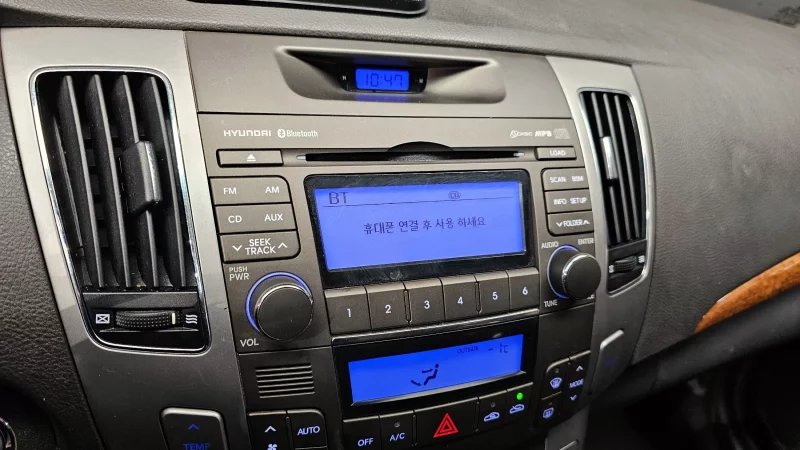 10:47
HYUNDAI Bluetooth MP3
LOAD
FM AM
SCAN RDM
CD AUX
INFO SETUP
SEEK
TRACK
FOLDER
BT CD
휴대폰 연결 후 사용 하세요
PUSH
PWR
VOL
AUDIO ENTER
TUNE
1 2 3 4 5 6
OUTSIDE -1c
TEMP
AUTO
OFF A/C
MODE